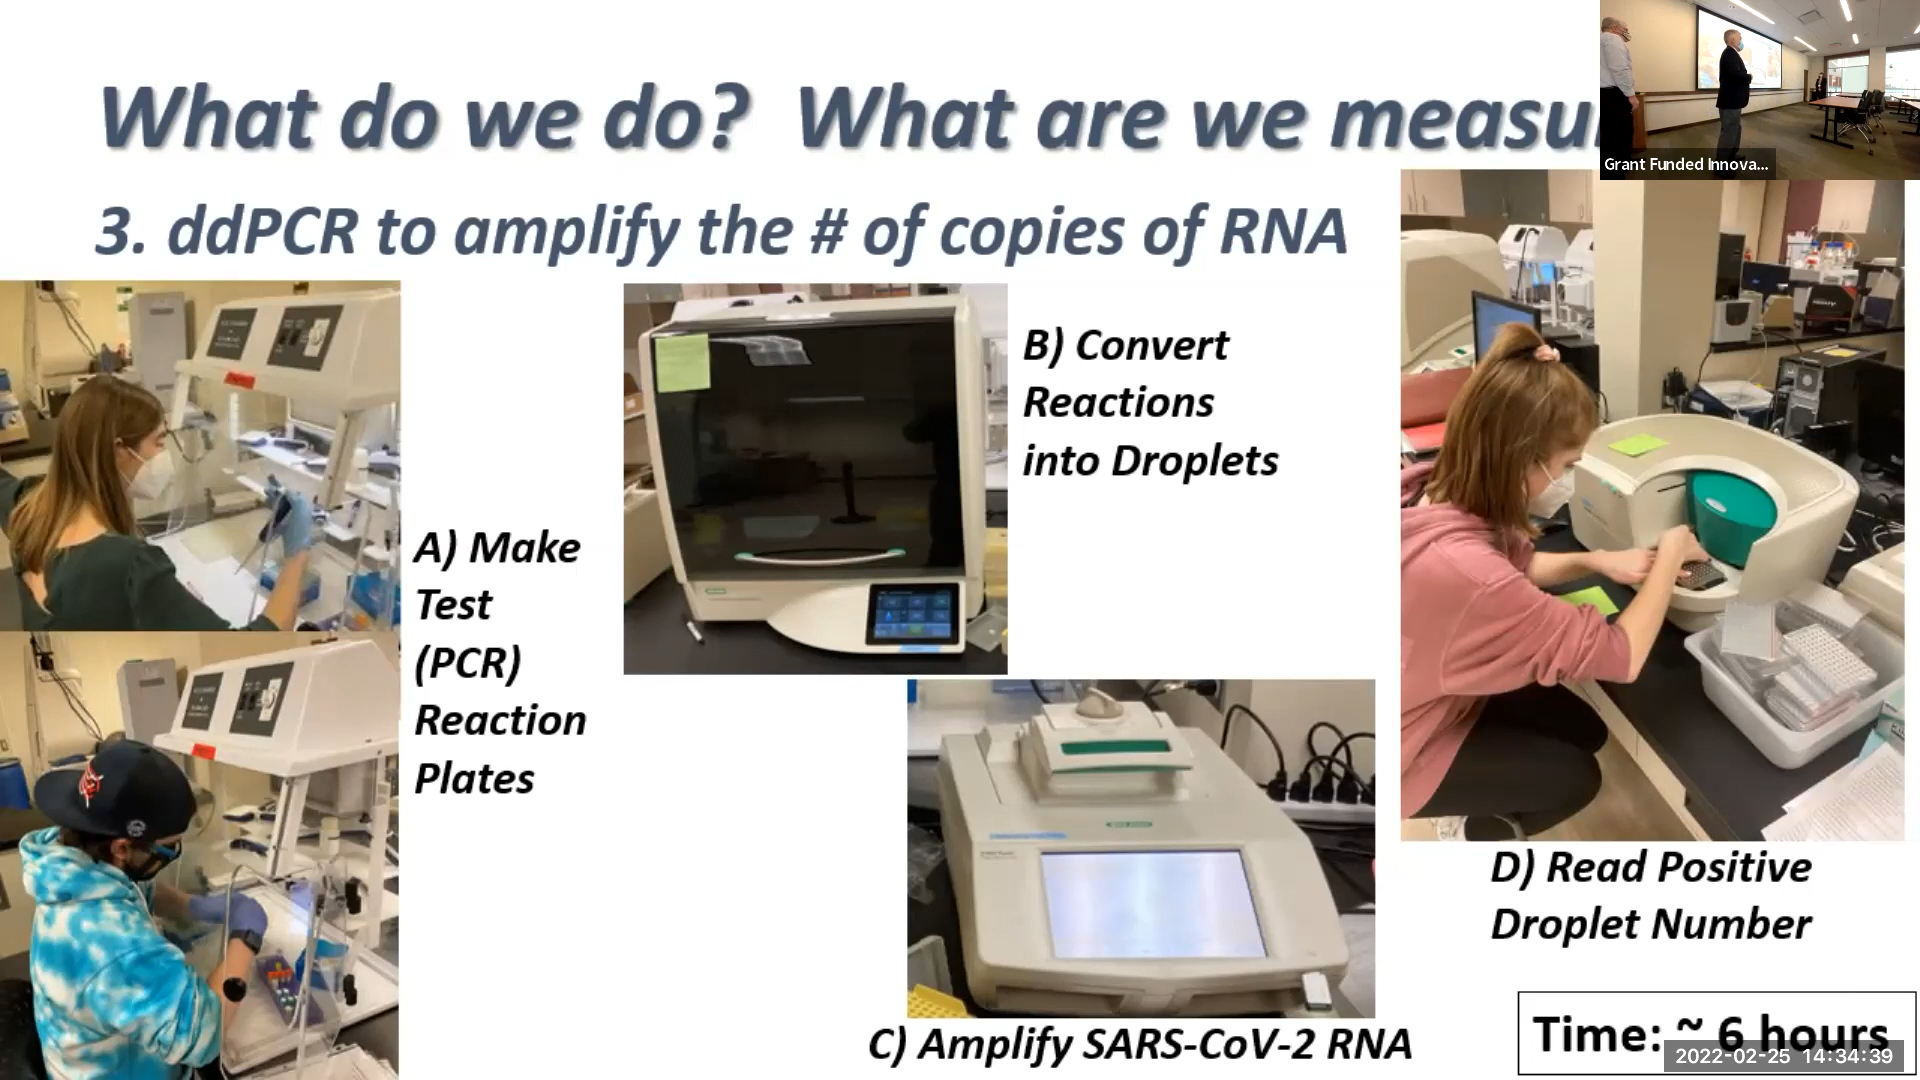 What do we do? What are we measu
Grant Funded Innova...
3. ddPCR to amplify the # of copies of RNA
A) Make
Test
(PCR)
Reaction
Plates
B) Convert
Reactions
into Droplets
C) Amplify SARS-CoV-2 RNA
D) Read Positive
Droplet Number
Time: ~ 6 hours
2022-02-25 14:34:39